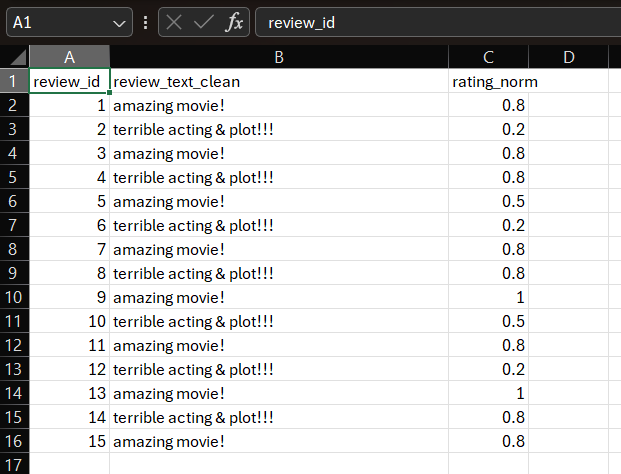 A1 fx review_id
A B C D
1 review_id review_text_clean rating_norm
2 1 amazing movie! 0.8
3 2 terrible acting & plot!!! 0.2
4 3 amazing movie! 0.8
5 4 terrible acting & plot!!! 0.8
6 5 amazing movie! 0.5
7 6 terrible acting & plot!!! 0.2
8 7 amazing movie! 0.8
9 8 terrible acting & plot!!! 0.8
10 9 amazing movie! 1
11 10 terrible acting & plot!!! 0.5
12 11 amazing movie! 0.8
13 12 terrible acting & plot!!! 0.2
14 13 amazing movie! 1
15 14 terrible acting & plot!!! 0.8
16 15 amazing movie! 0.8
17